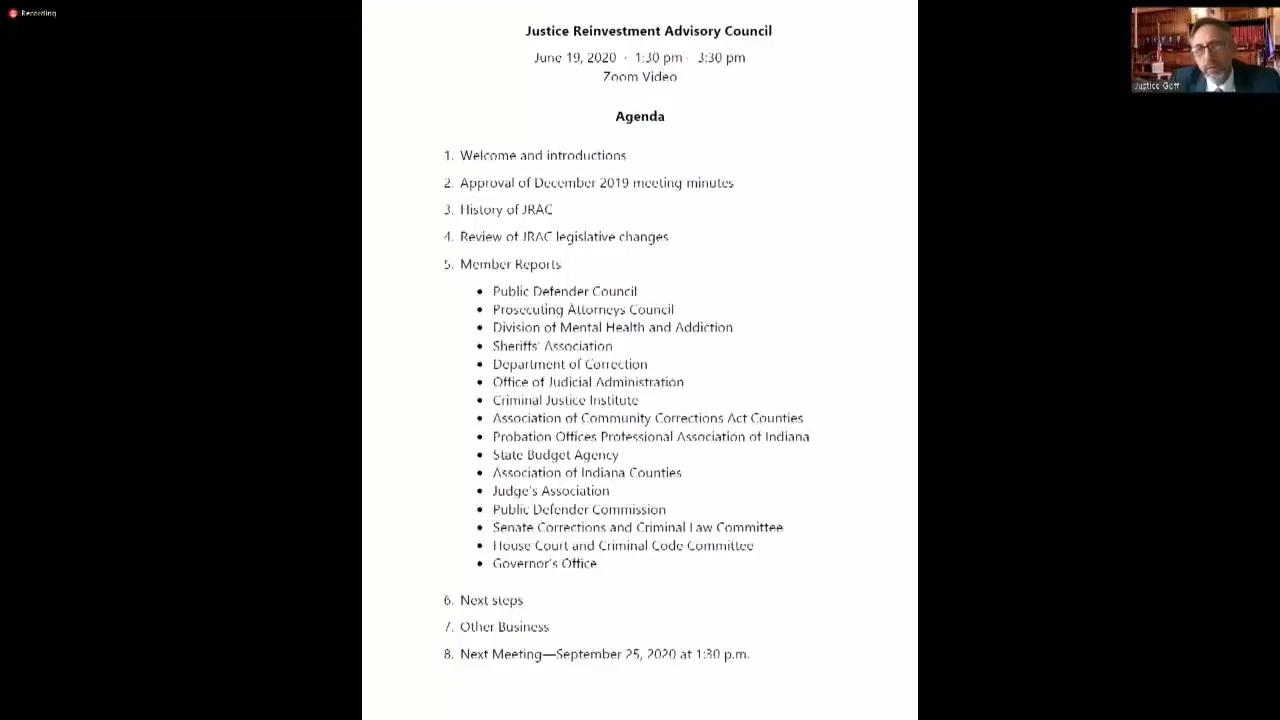 Recording
Justice Reinvestment Advisory Council
June 19, 2020 · 1:30 pm - 3:30 pm
Zoom Video
Agenda
1. Welcome and introductions
2. Approval of December 2019 meeting minutes
3. History of JRAC
4. Review of JRAC legislative changes
5. Member Reports
• Public Defender Council
• Prosecuting Attorneys Council
• Division of Mental Health and Addiction
• Sheriffs' Association
• Department of Correction
• Office of Judicial Administration
• Criminal Justice Institute
• Association of Community Corrections Act Counties
• Probation Offices Professional Association of Indiana
• State Budget Agency
• Association of Indiana Counties
• Judge's Association
• Public Defender Commission
• Senate Corrections and Criminal Law Committee
• House Court and Criminal Code Committee
• Governor's Office
6. Next steps
7. Other Business
8. Next Meeting—September 25, 2020 at 1:30 p.m.
Justice Goff